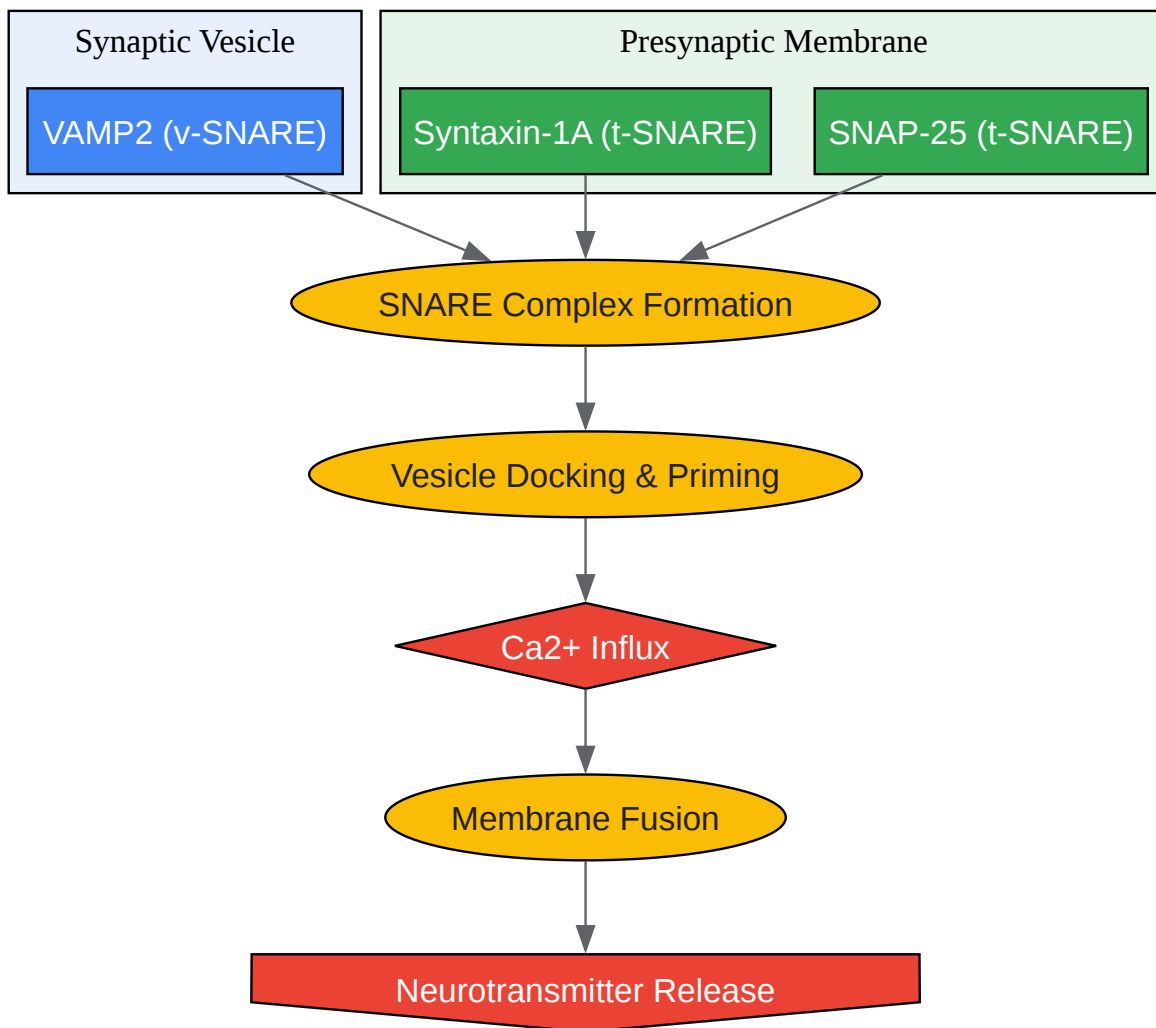 Synaptic Vesicle
Presynaptic Membrane
VAMP2 (v-SNARE)
Syntaxin-1A (t-SNARE)
SNAP-25 (t-SNARE)
SNARE Complex Formation
Vesicle Docking & Priming
Ca2+ Influx
Membrane Fusion
Neurotransmitter Release